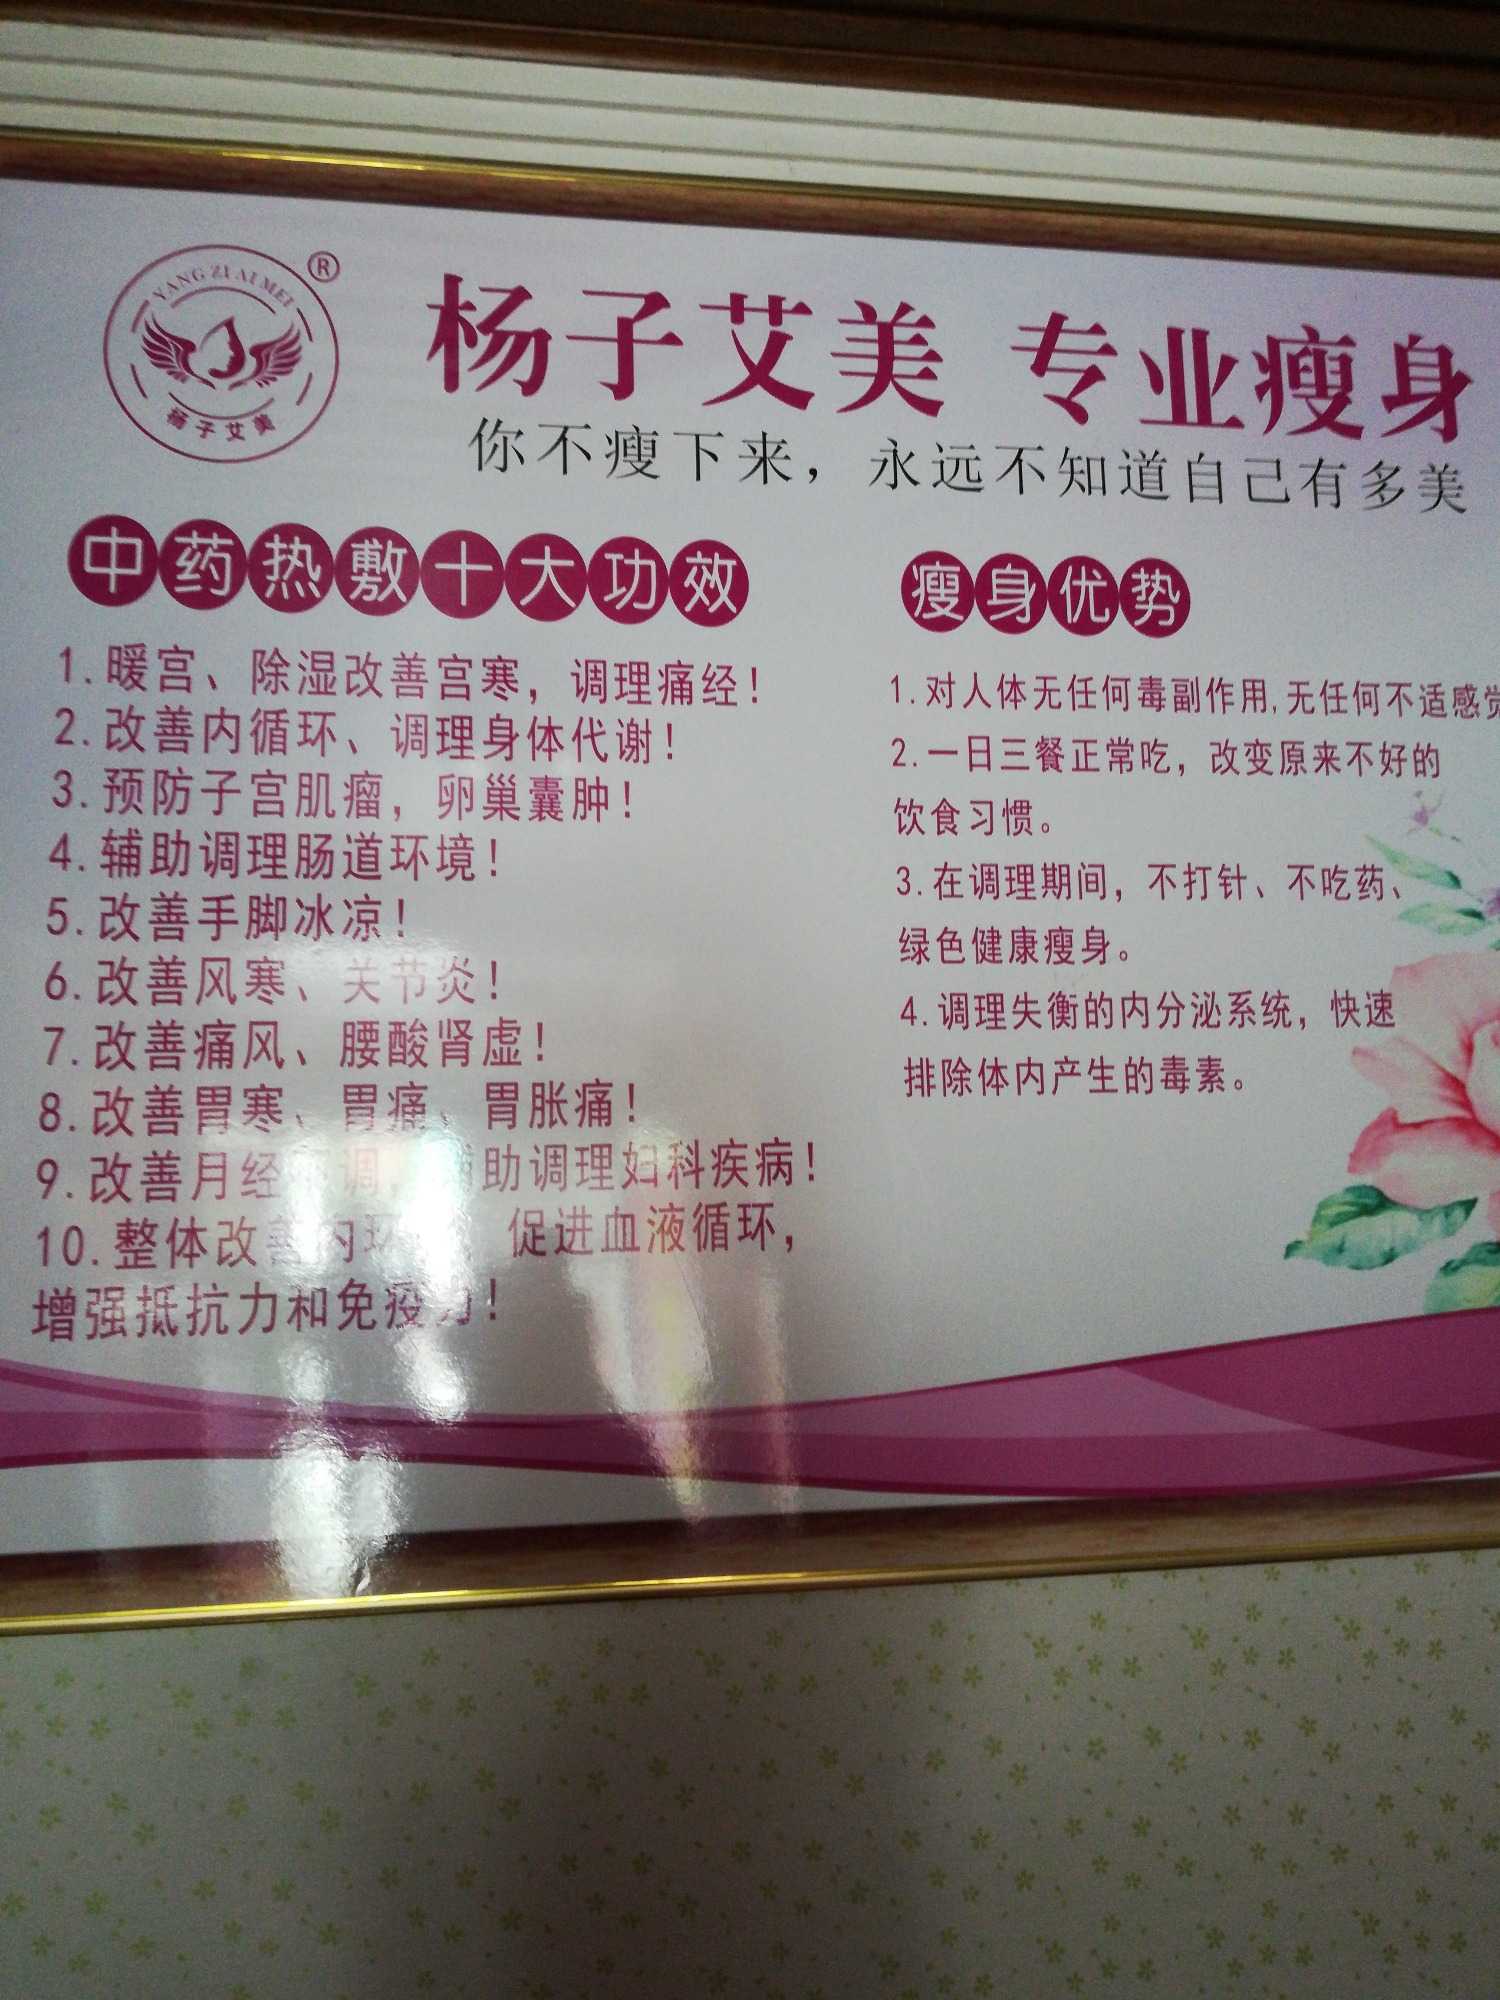 YANG ZI AI MEI
®
杨子艾美
杨子艾美 专业瘦身
你不瘦下来，永远不知道自己有多美
中药热敷十大功效
1.暖宫、除湿改善宫寒，调理痛经！
2.改善内循环、调理身体代谢！
3.预防子宫肌瘤，卵巢囊肿！
4.辅助调理肠道环境！
5.改善手脚冰凉！
6.改善风寒、关节炎！
7.改善痛风、腰酸肾虚！
8.改善胃寒、胃痛、胃胀痛！
9.改善月经不调，辅助调理妇科疾病！
10.整体改善内环 促进血液循环，
增强抵抗力和免疫力！
瘦身优势
1.对人体无任何毒副作用,无任何不适感觉
2.一日三餐正常吃，改变原来不好的
饮食习惯。
3.在调理期间，不打针、不吃药、
绿色健康瘦身。
4.调理失衡的内分泌系统，快速
排除体内产生的毒素。